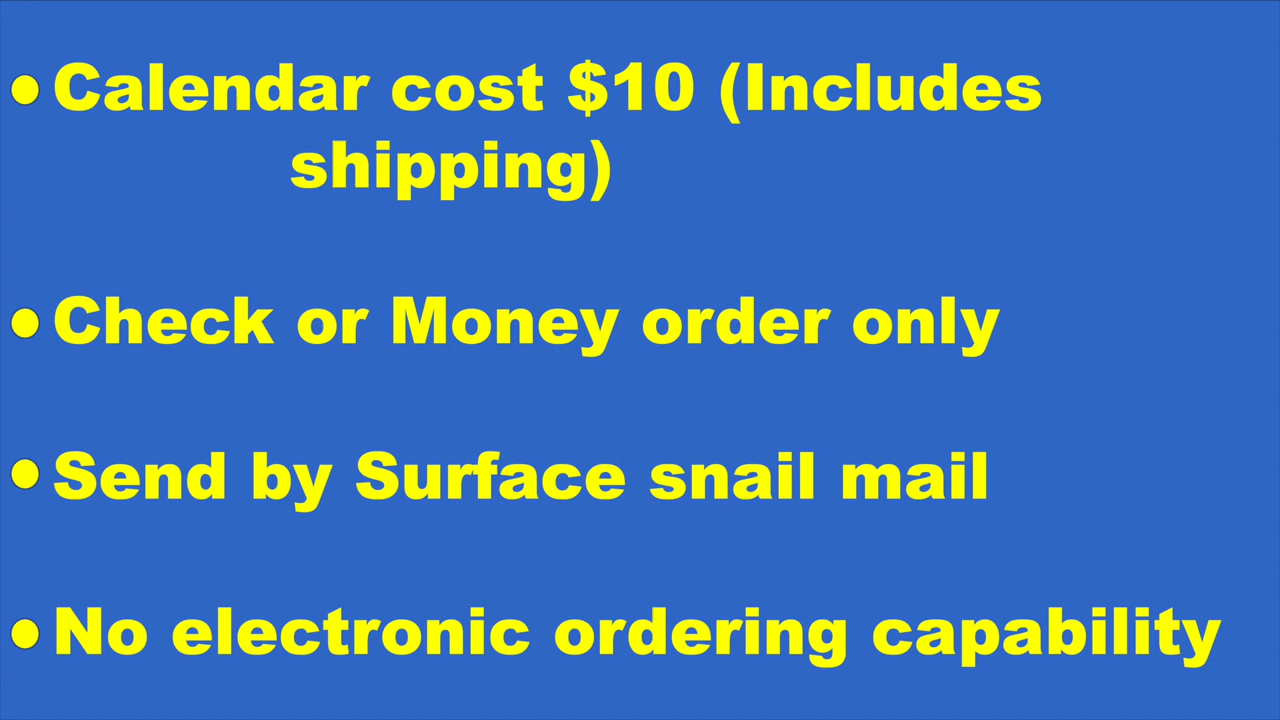 • Calendar cost $10 (Includes
shipping)
• Check or Money order only
• Send by Surface snail mail
• No electronic ordering capability